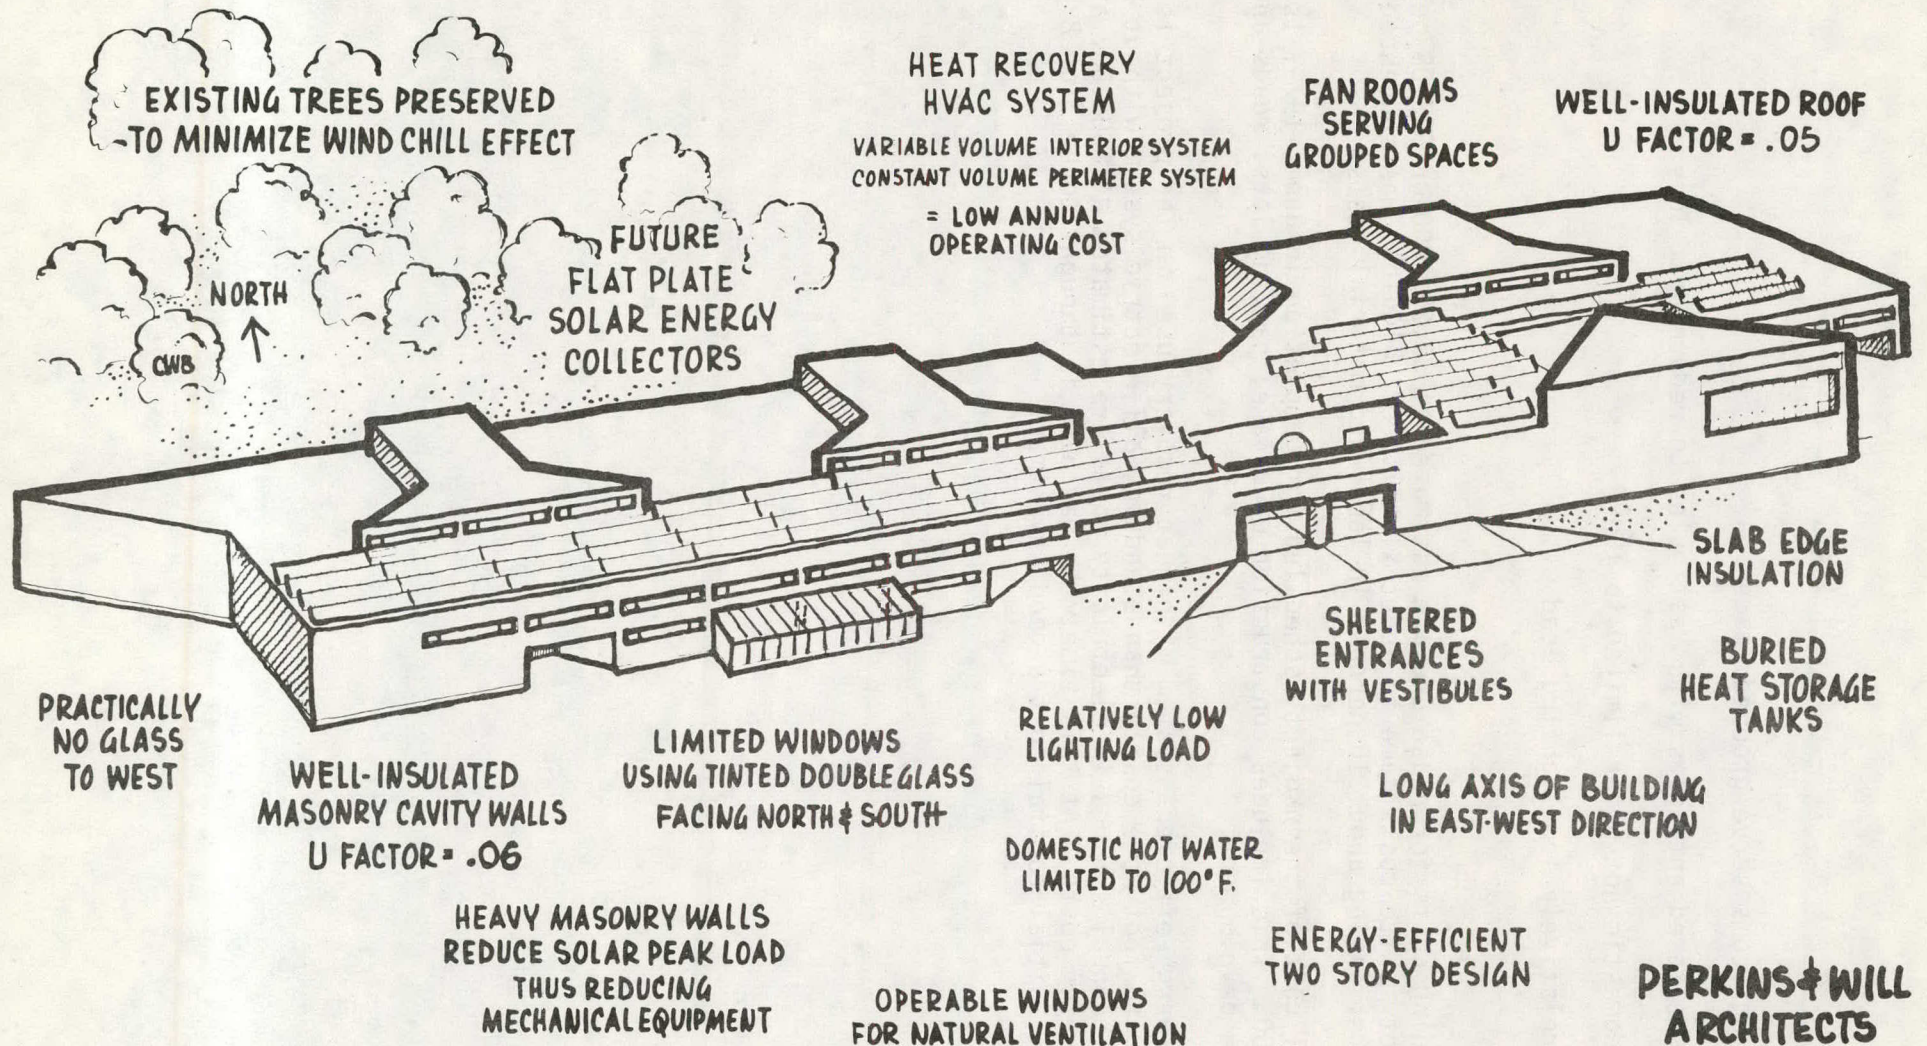 EXISTING TREES PRESERVED
TO MINIMIZE WIND CHILL EFFECT
HEAT RECOVERY
HVAC SYSTEM
VARIABLE VOLUME INTERIOR SYSTEM
CONSTANT VOLUME PERIMETER SYSTEM
= LOW ANNUAL
OPERATING COST
FAN ROOMS
SERVING
GROUPED SPACES
WELL-INSULATED ROOF
U FACTOR = .05
NORTH
CWB
FUTURE
FLAT PLATE
SOLAR ENERGY
COLLECTORS
SLAB EDGE
INSULATION
SHELTERED
ENTRANCES
WITH VESTIBULES
BURIED
HEAT STORAGE
TANKS
PRACTICALLY
NO GLASS
TO WEST
WELL-INSULATED
MASONRY CAVITY WALLS
U FACTOR = .06
LIMITED WINDOWS
USING TINTED DOUBLE GLASS
FACING NORTH & SOUTH
RELATIVELY LOW
LIGHTING LOAD
LONG AXIS OF BUILDING
IN EAST-WEST DIRECTION
DOMESTIC HOT WATER
LIMITED TO 100°F.
HEAVY MASONRY WALLS
REDUCE SOLAR PEAK LOAD
THUS REDUCING
MECHANICAL EQUIPMENT
OPERABLE WINDOWS
FOR NATURAL VENTILATION
ENERGY-EFFICIENT
TWO STORY DESIGN
PERKINS & WILL
ARCHITECTS